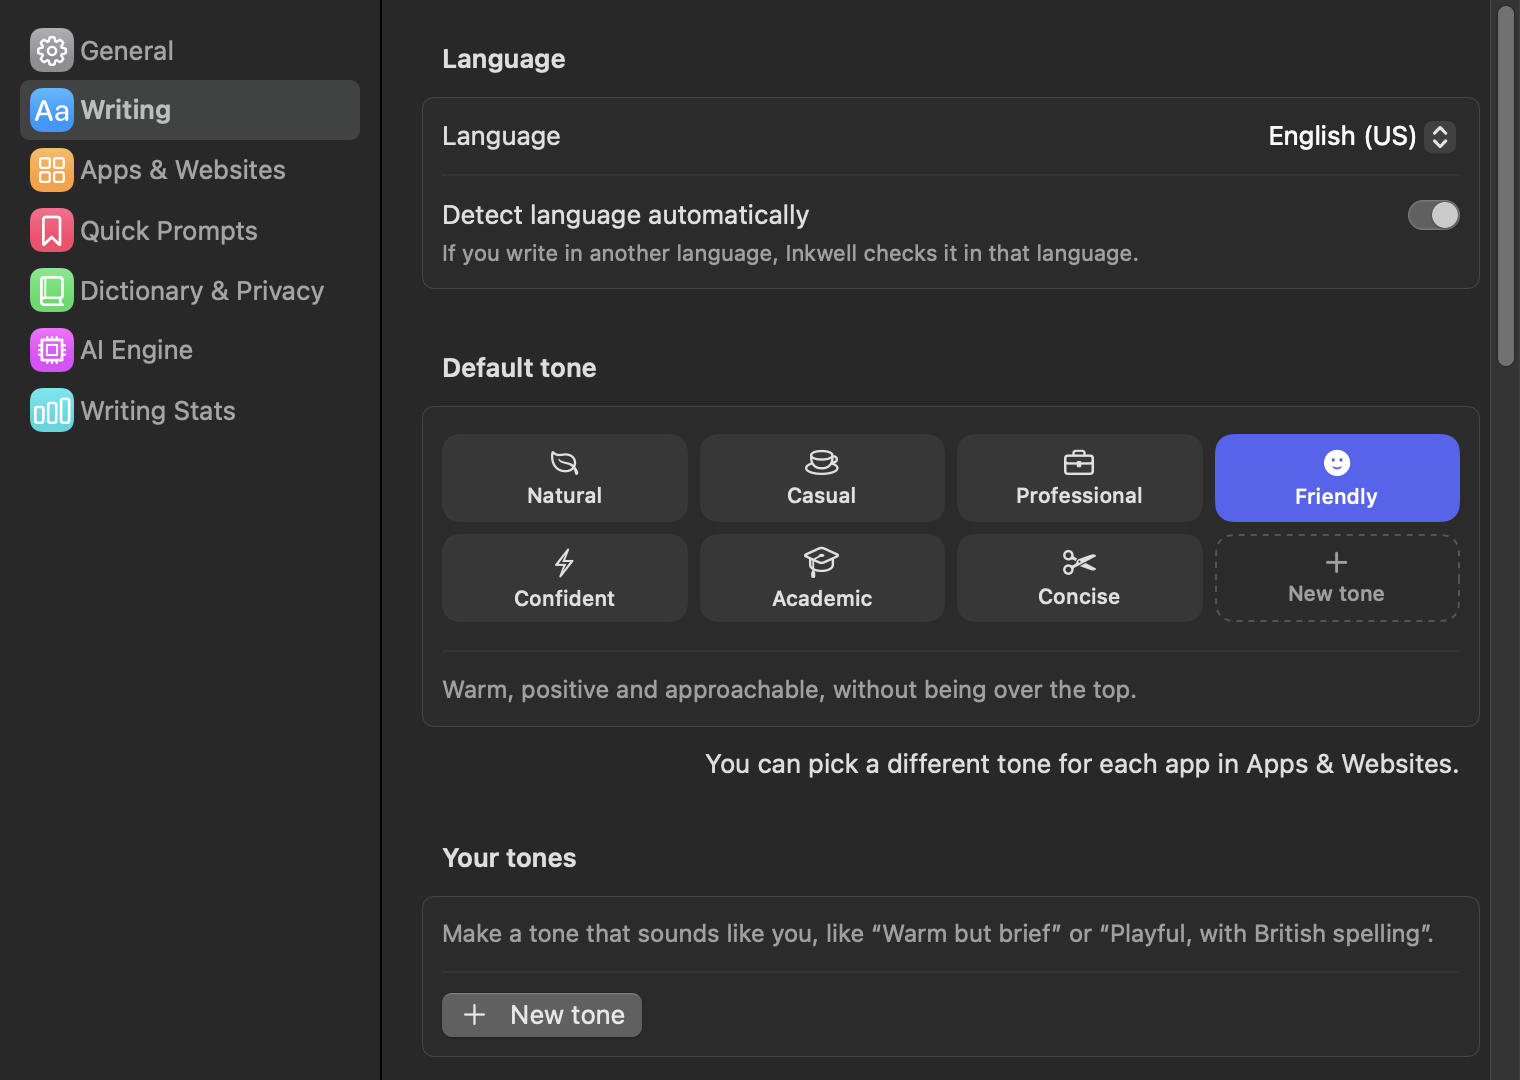 General
Aa Writing
Apps & Websites
Quick Prompts
Dictionary & Privacy
AI Engine
Writing Stats
Language
Language
English (US)
Detect language automatically
If you write in another language, Inkwell checks it in that language.
Default tone
Natural
Casual
Professional
Friendly
Confident
Academic
Concise
New tone
Warm, positive and approachable, without being over the top.
You can pick a different tone for each app in Apps & Websites.
Your tones
Make a tone that sounds like you, like “Warm but brief” or “Playful, with British spelling”.
New tone